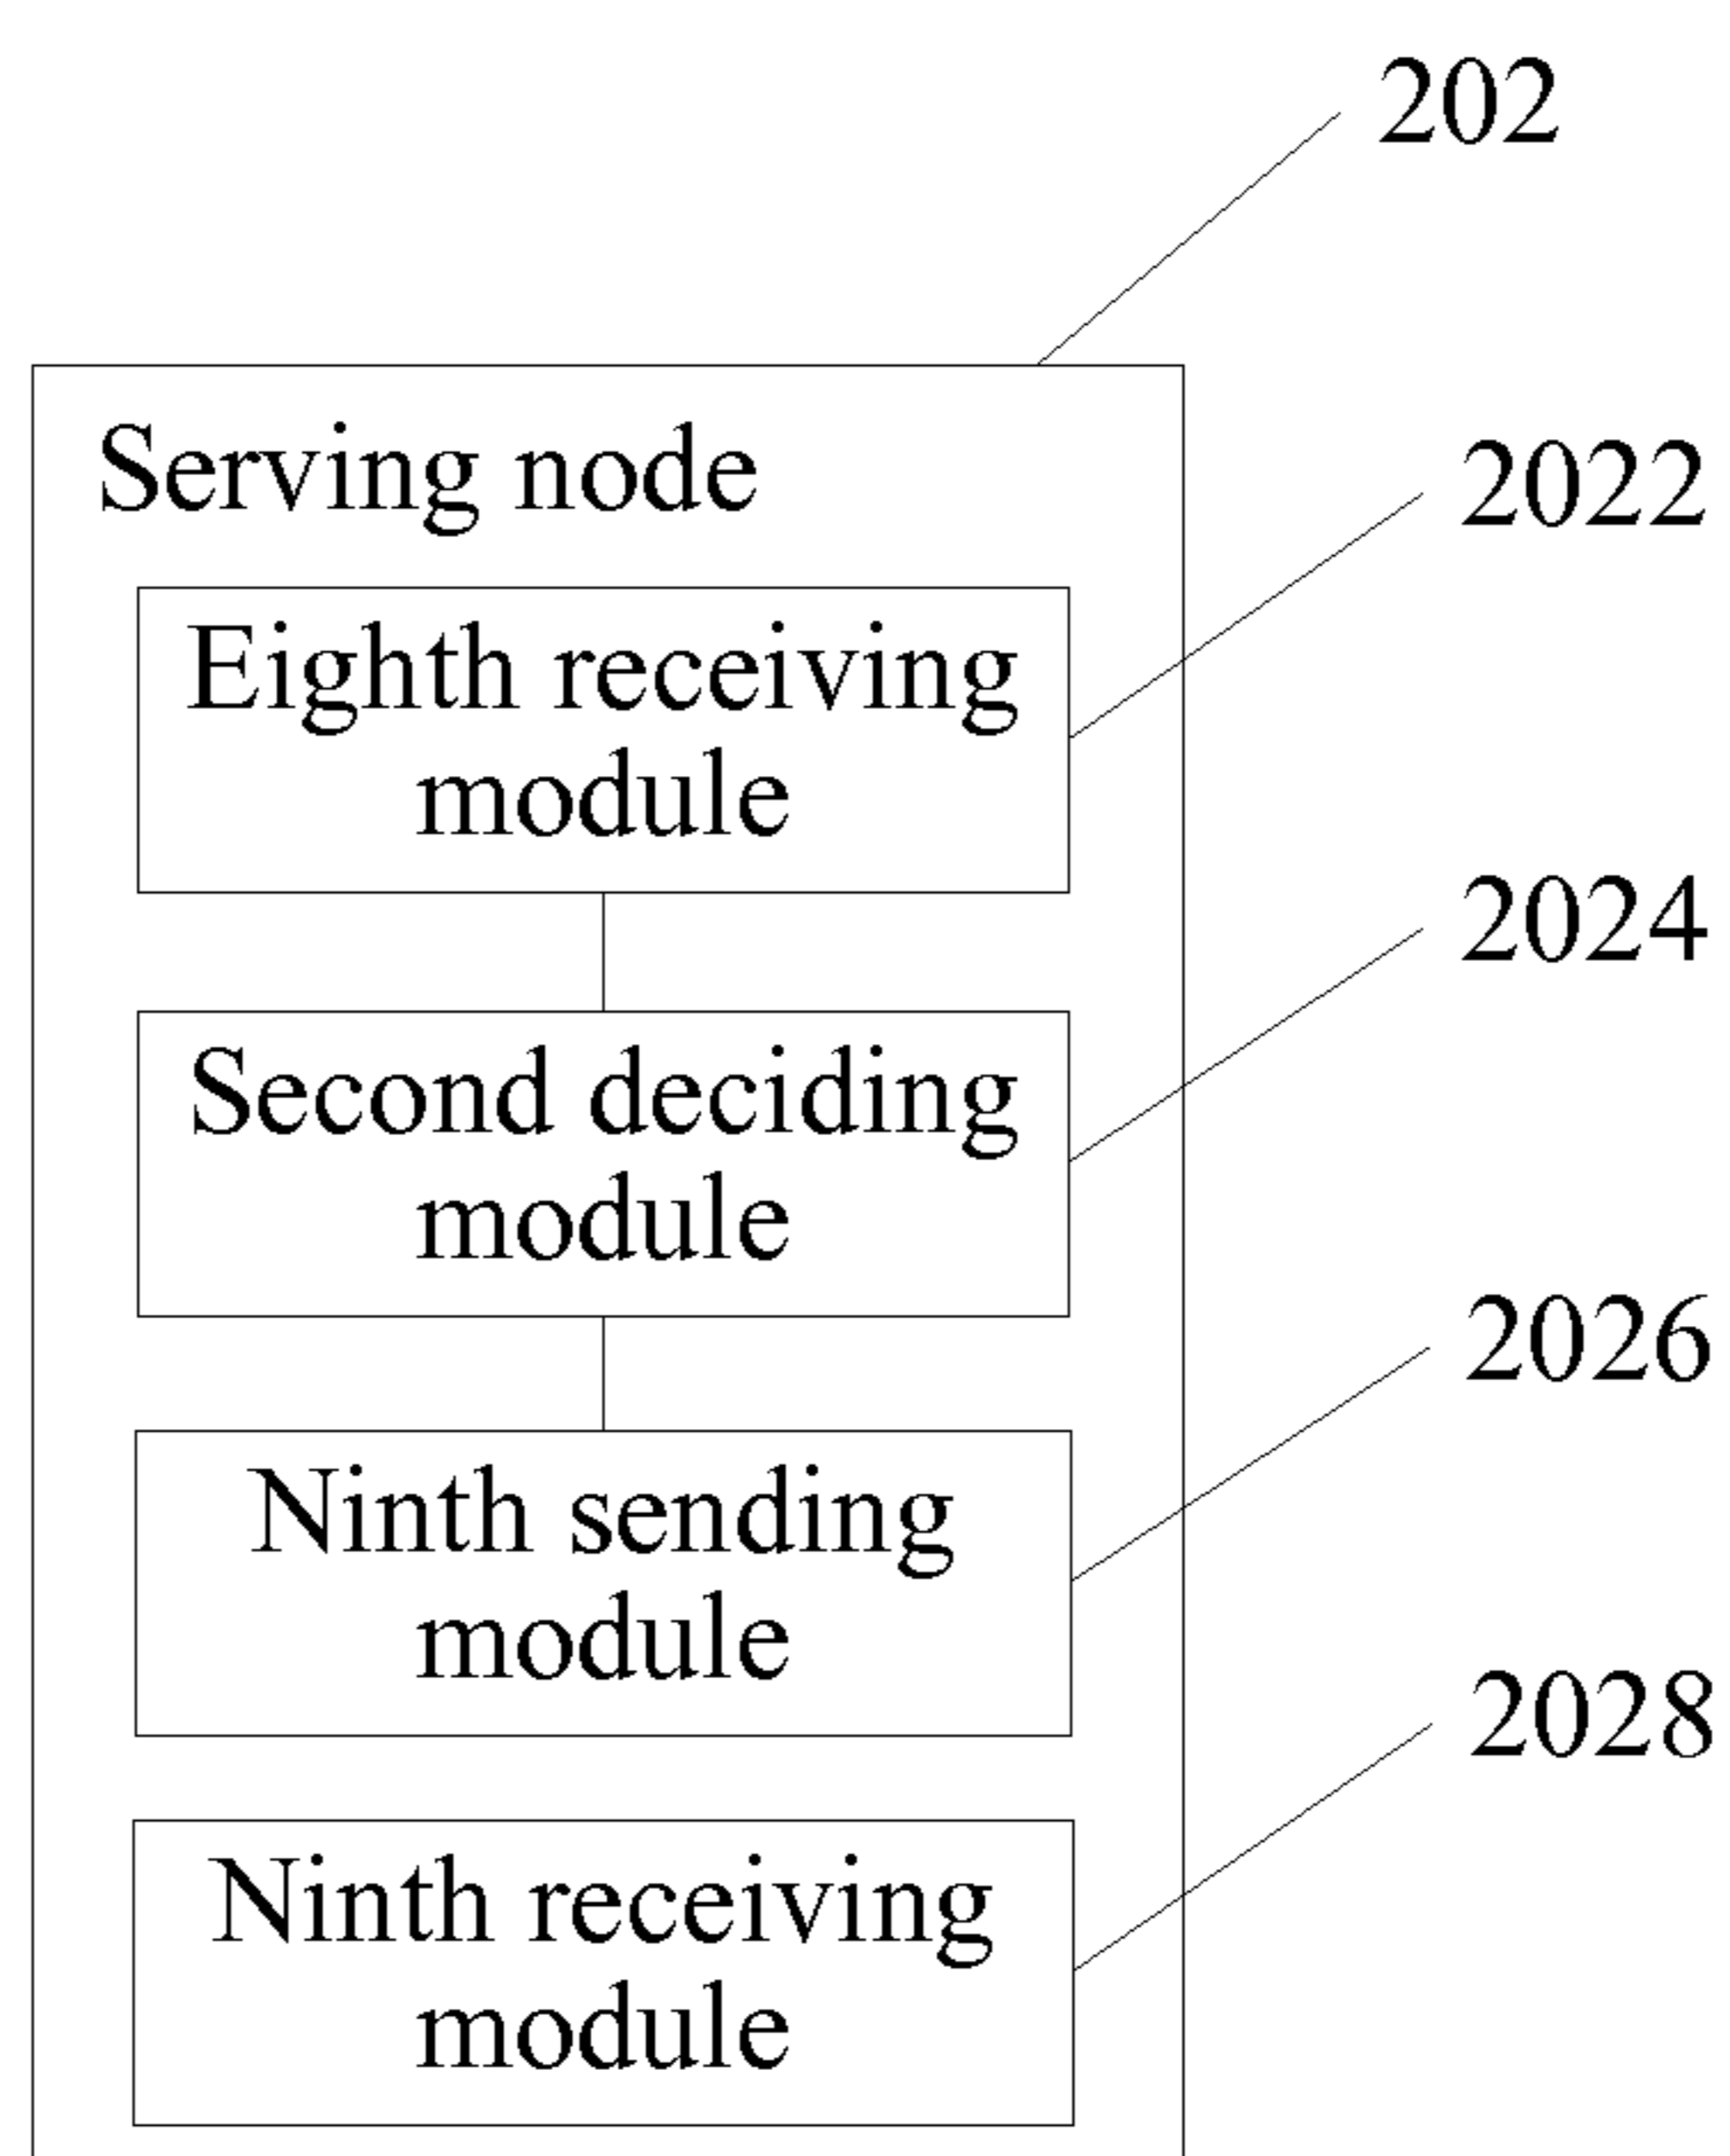 202
Serving node
2022
Eighth receiving
module
2024
Second deciding
module
2026
Ninth sending
module
2028
Ninth receiving
module